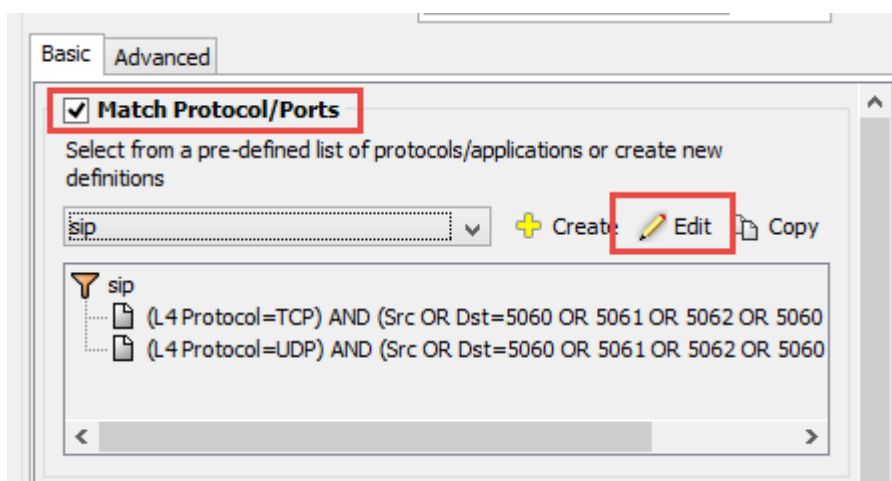 Basic Advanced
Match Protocol/Ports
Select from a pre-defined list of protocols/applications or create new
definitions
sip Create Edit Copy
sip
(L4 Protocol=TCP) AND (Src OR Dst=5060 OR 5061 OR 5062 OR 5060
(L4 Protocol=UDP) AND (Src OR Dst=5060 OR 5061 OR 5062 OR 5060